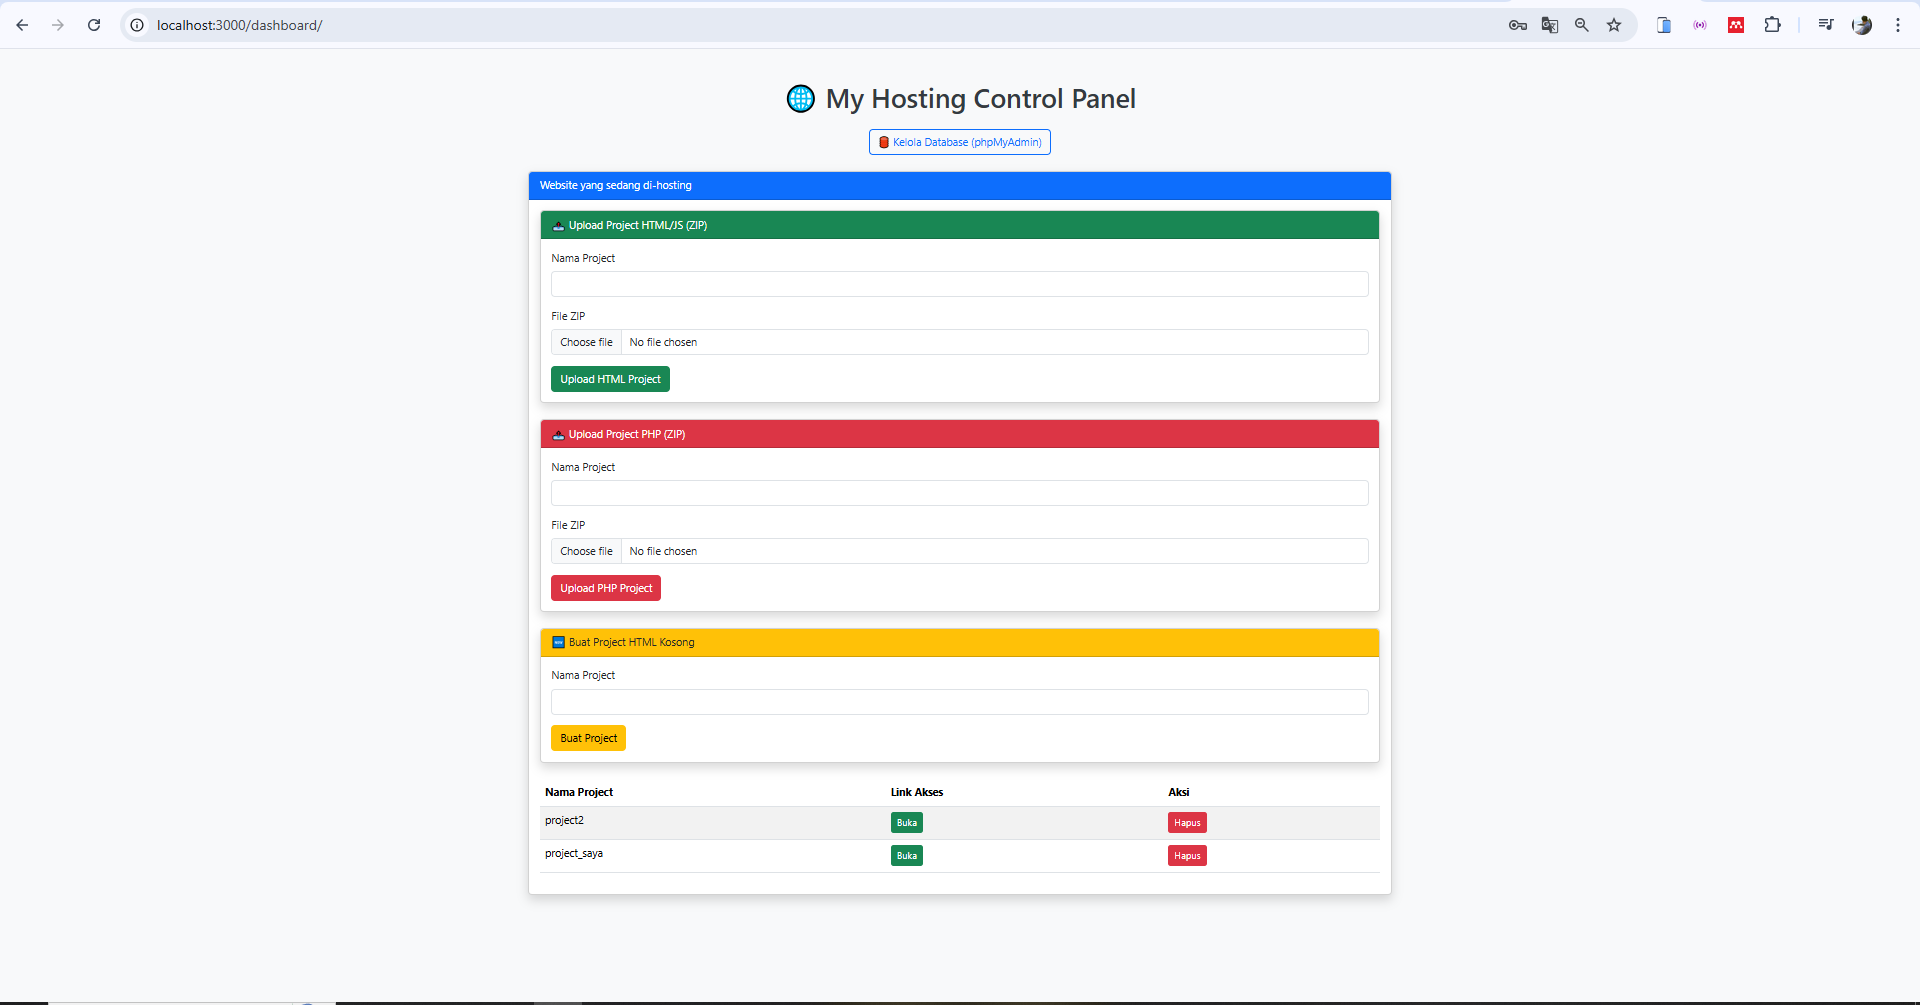 localhost:3000/dashboard/
My Hosting Control Panel
Kelola Database (phpMyAdmin)
Website yang sedang di-hosting
Upload Project HTML/JS (ZIP)
Nama Project
File ZIP
Choose file No file chosen
Upload HTML Project
Upload Project PHP (ZIP)
Nama Project
File ZIP
Choose file No file chosen
Upload PHP Project
Buat Project HTML Kosong
Nama Project
Buat Project
Nama Project Link Akses Aksi
project2 Buka Hapus
project_saya Buka Hapus